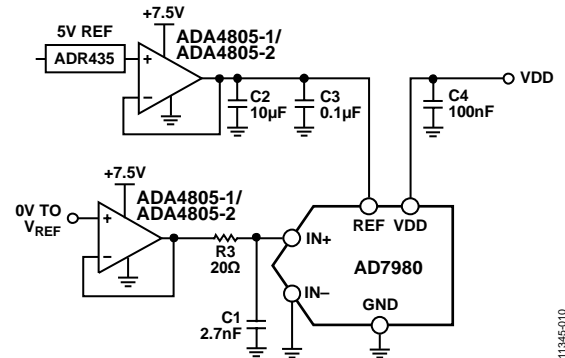 +7.5V
5V REF
ADR435
+
−
ADA4805-1/
ADA4805-2
C2
10µF
C3
0.1µF
C4
100nF
VDD
+7.5V
0V TO
VREF
+
−
ADA4805-1/
ADA4805-2
R3
20Ω
C1
2.7nF
IN+
IN−
REF VDD
AD7980
GND
11345-010